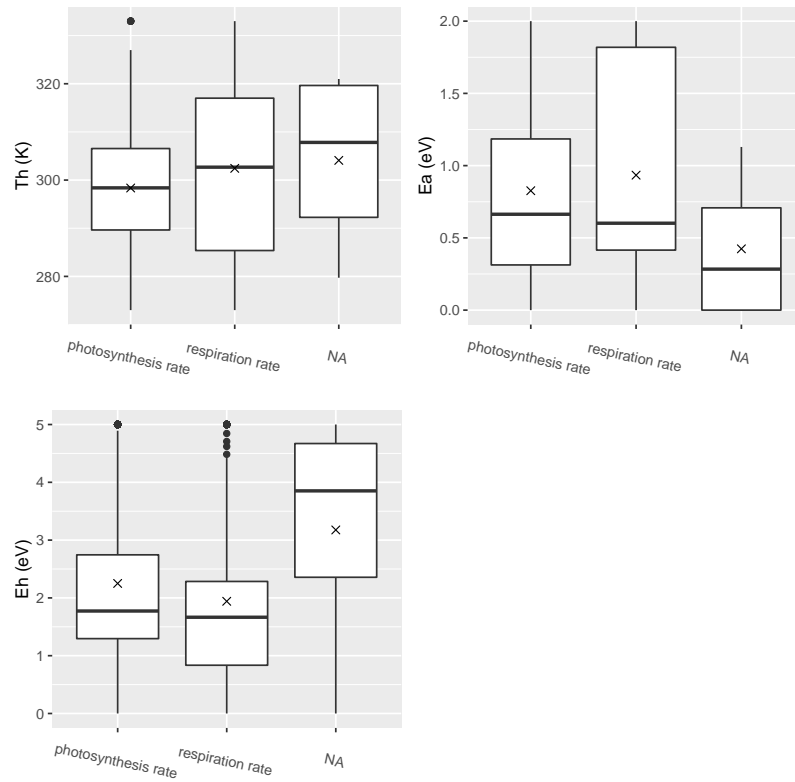 Th (K)
320
300
280
photosynthesis rate
respiration rate
NA
Ea (eV)
2.0
1.5
1.0
0.5
0.0
photosynthesis rate
respiration rate
NA
Eh (eV)
5
4
3
2
1
0
photosynthesis rate
respiration rate
NA